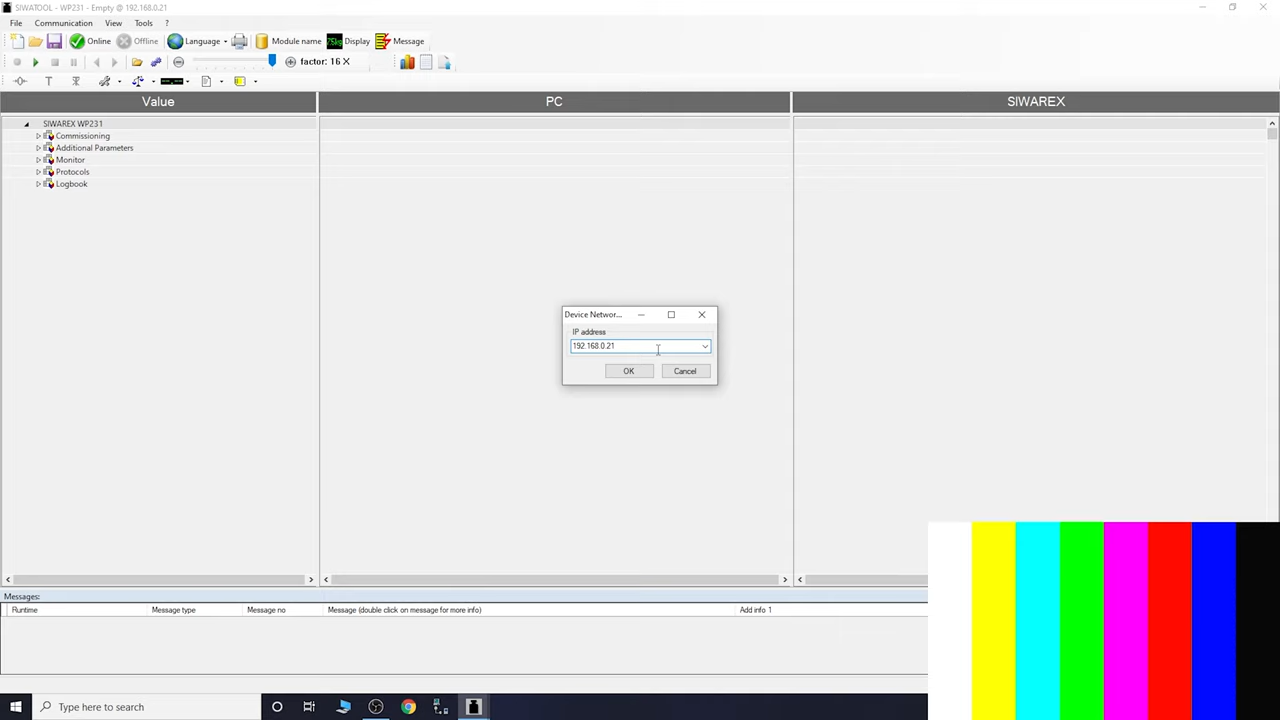 SIWATOOL - WP231 - Empty @ 192.168.0.21
File Communication View Tools ?
Online Offline Language Module name 75kg Display Message
factor: 16 X
Value PC SIWAREX
SIWAREX WP231
Commissioning
Additional Parameters
Monitor
Protocols
Logbook
Device Networ...
IP address
192.168.0.21
OK Cancel
Messages:
Runtime Message type Message no Message (double click on message for more info) Add info 1
Type here to search